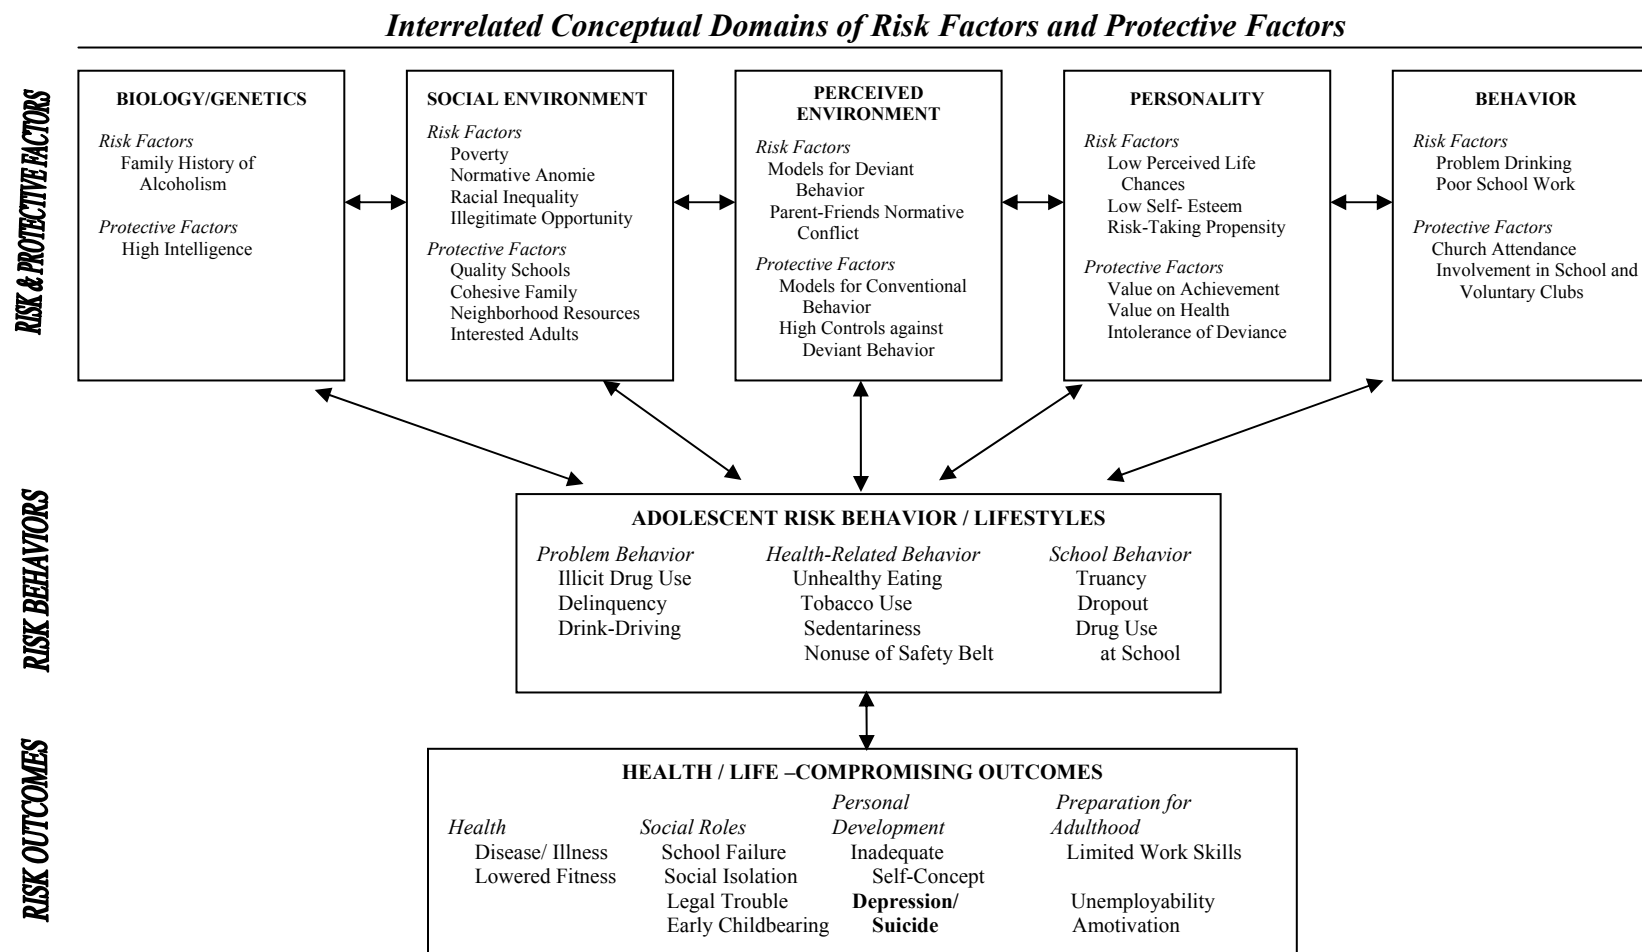 Interrelated Conceptual Domains of Risk Factors and Protective Factors
RISK & PROTECTIVE FACTORS
BIOLOGY/GENETICS
Risk Factors
Family History of
Alcoholism
Protective Factors
High Intelligence
SOCIAL ENVIRONMENT
Risk Factors
Poverty
Normative Anomie
Racial Inequality
Illegitimate Opportunity
Protective Factors
Quality Schools
Cohesive Family
Neighborhood Resources
Interested Adults
PERCEIVED
ENVIRONMENT
Risk Factors
Models for Deviant
Behavior
Parent-Friends Normative
Conflict
Protective Factors
Models for Conventional
Behavior
High Controls against
Deviant Behavior
PERSONALITY
Risk Factors
Low Perceived Life
Chances
Low Self- Esteem
Risk-Taking Propensity
Protective Factors
Value on Achievement
Value on Health
Intolerance of Deviance
BEHAVIOR
Risk Factors
Problem Drinking
Poor School Work
Protective Factors
Church Attendance
Involvement in School and
Voluntary Clubs
RISK BEHAVIORS
ADOLESCENT RISK BEHAVIOR / LIFESTYLES
Problem Behavior
Illicit Drug Use
Delinquency
Drink-Driving
Health-Related Behavior
Unhealthy Eating
Tobacco Use
Sedentariness
Nonuse of Safety Belt
School Behavior
Truancy
Dropout
Drug Use
at School
RISK OUTCOMES
HEALTH / LIFE –COMPROMISING OUTCOMES
Health
Disease/ Illness
Lowered Fitness
Social Roles
School Failure
Social Isolation
Legal Trouble
Early Childbearing
Personal
Development
Inadequate
Self-Concept
Depression/
Suicide
Preparation for
Adulthood
Limited Work Skills
Unemployability
Amotivation